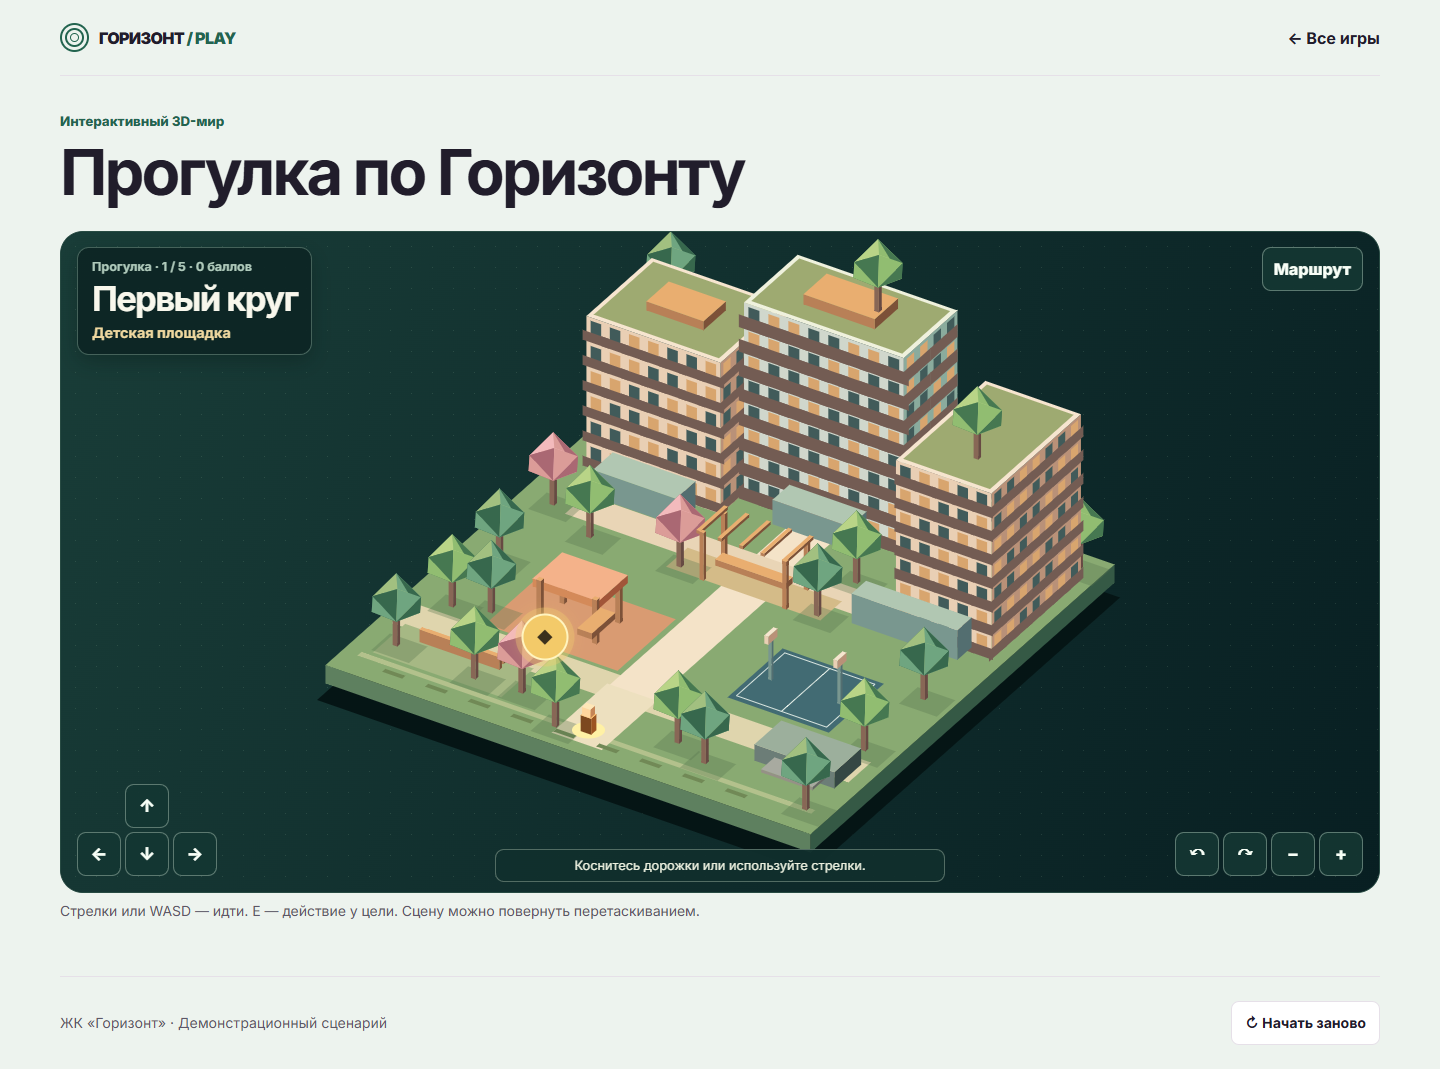 ГОРИЗОНТ / PLAY
← Все игры
Интерактивный 3D-мир
Прогулка по Горизонту
Прогулка · 1 / 5 · 0 баллов
Первый круг
Детская площадка
Маршрут
Коснитесь дорожки или используйте стрелки.
Стрелки или WASD — идти. E — действие у цели. Сцену можно повернуть перетаскиванием.
ЖК «Горизонт» · Демонстрационный сценарий
↻ Начать заново